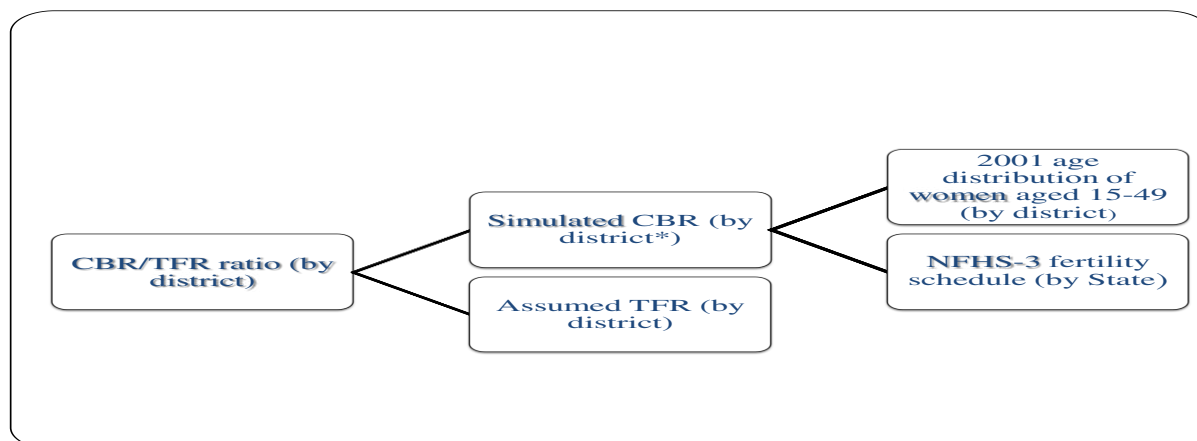 CBR/TFR ratio (by
district)
Simulated CBR (by
district*)
Assumed TFR (by
district)
2001 age
distribution of
women aged 15-49
(by district)
NFHS-3 fertility
schedule (by State)